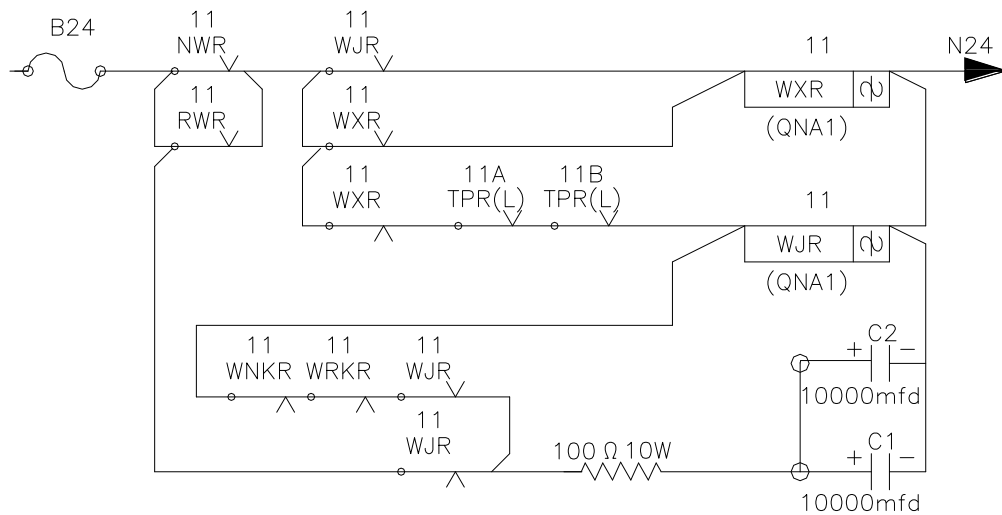 B24
11
NWR
11
WJR
11
N24
11
RWR
11
WXR
WXR
(QNA1)
11
WXR
11A
TPR(L)
11B
TPR(L)
11
WJR
(QNA1)
11
WNKR
11
WRKR
11
WJR
C2
+ −
10000mfd
WJR
100 Ω 10W
C1
+ −
10000mfd